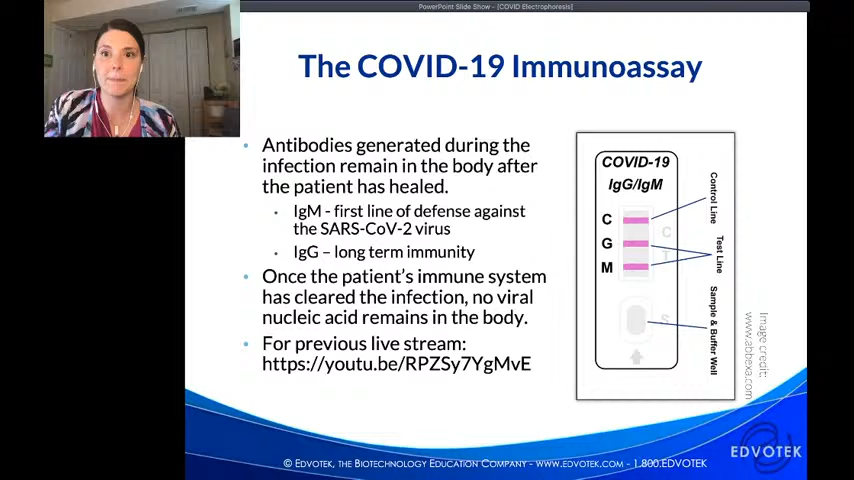 PowerPoint Slide Show - [COVID Electrophoresis]
The COVID-19 Immunoassay
Antibodies generated during the
infection remain in the body after
the patient has healed.
IgM - first line of defense against
the SARS-CoV-2 virus
IgG – long term immunity
Once the patient's immune system
has cleared the infection, no viral
nucleic acid remains in the body.
For previous live stream:
https://youtu.be/RPZSy7YgMvE
COVID-19
IgG/IgM
C
G
M
C
T
S
Control Line
Test Line
Sample & Buffer Well
Image credit:
www.abbexa.com
EDVOTEK
© EDVOTEK, THE BIOTECHNOLOGY EDUCATION COMPANY - WWW.EDVOTEK.COM - 1.800.EDVOTEK